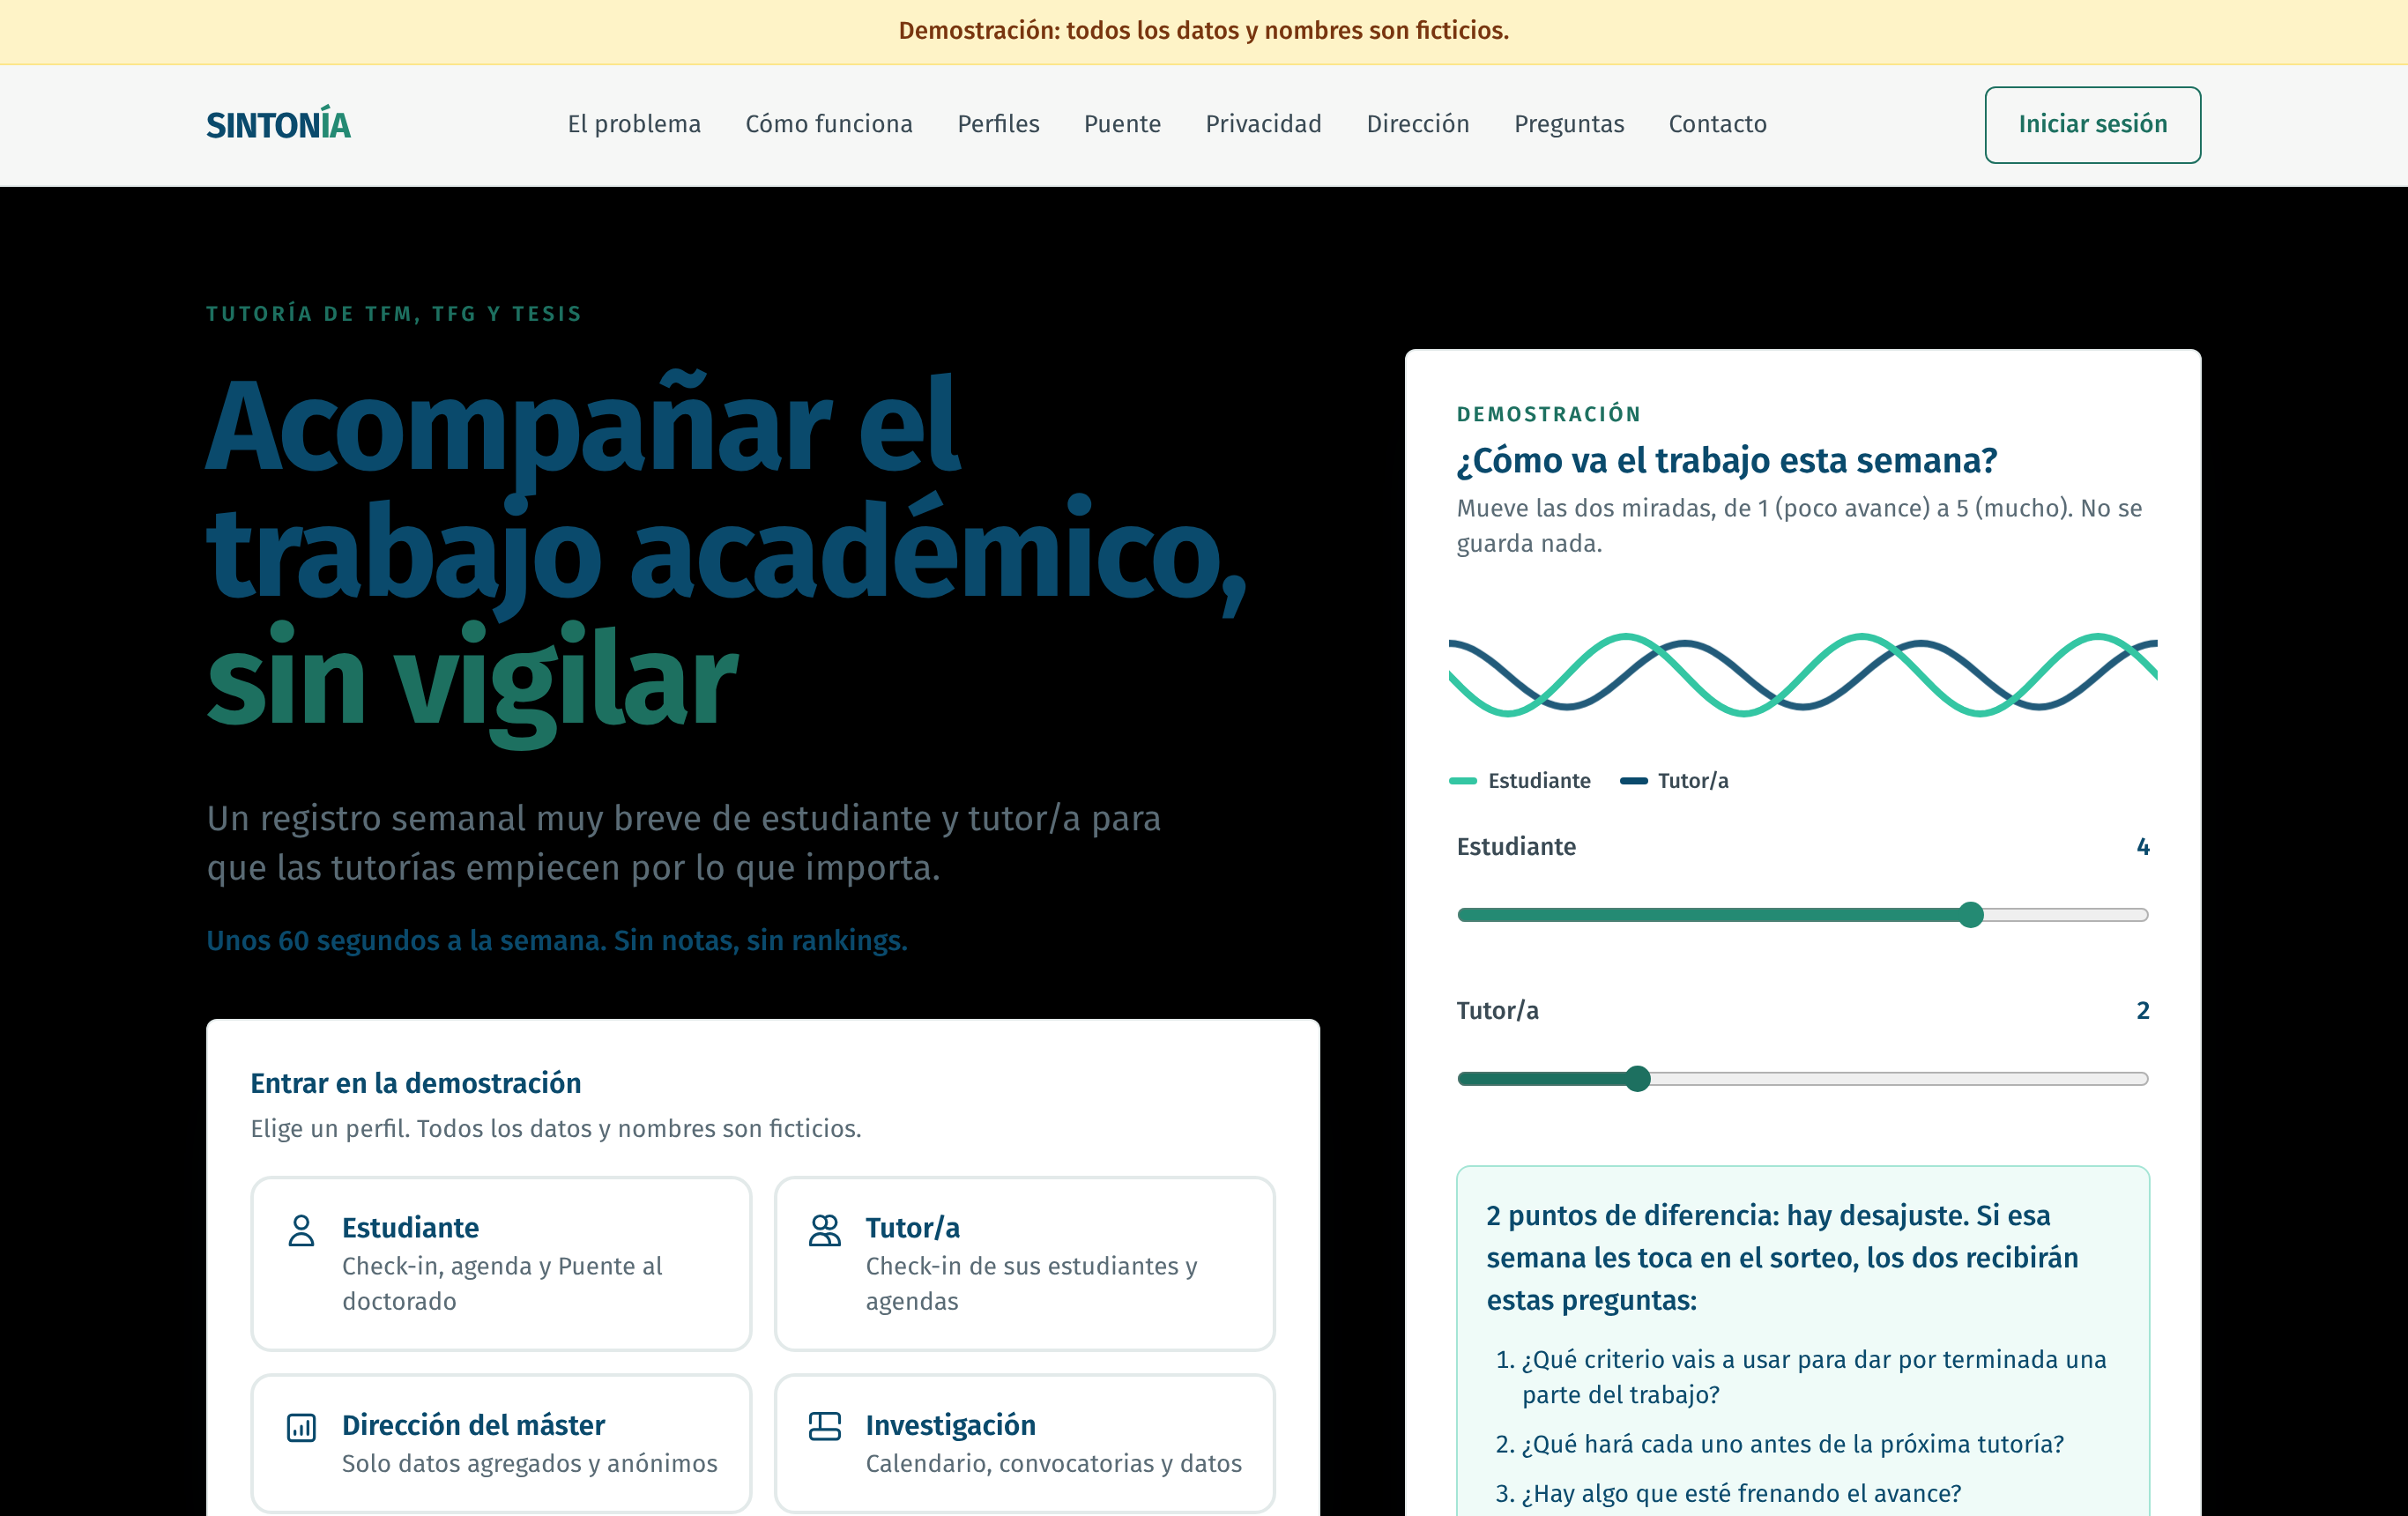 Demostración: todos los datos y nombres son ficticios.
SINTONÍA
El problema
Cómo funciona
Perfiles
Puente
Privacidad
Dirección
Preguntas
Contacto
Iniciar sesión
TUTORÍA DE TFM, TFG Y TESIS
Acompañar el
trabajo académico,
sin vigilar
Un registro semanal muy breve de estudiante y tutor/a para
que las tutorías empiecen por lo que importa.
Unos 60 segundos a la semana. Sin notas, sin rankings.
Entrar en la demostración
Elige un perfil. Todos los datos y nombres son ficticios.
Estudiante
Check-in, agenda y Puente al
doctorado
Tutor/a
Check-in de sus estudiantes y
agendas
Dirección del máster
Solo datos agregados y anónimos
Investigación
Calendario, convocatorias y datos
DEMOSTRACIÓN
¿Cómo va el trabajo esta semana?
Mueve las dos miradas, de 1 (poco avance) a 5 (mucho). No se
guarda nada.
Estudiante
Tutor/a
Estudiante
4
Tutor/a
2
2 puntos de diferencia: hay desajuste. Si esa
semana les toca en el sorteo, los dos recibirán
estas preguntas:
1. ¿Qué criterio vais a usar para dar por terminada una
parte del trabajo?
2. ¿Qué hará cada uno antes de la próxima tutoría?
3. ¿Hay algo que esté frenando el avance?